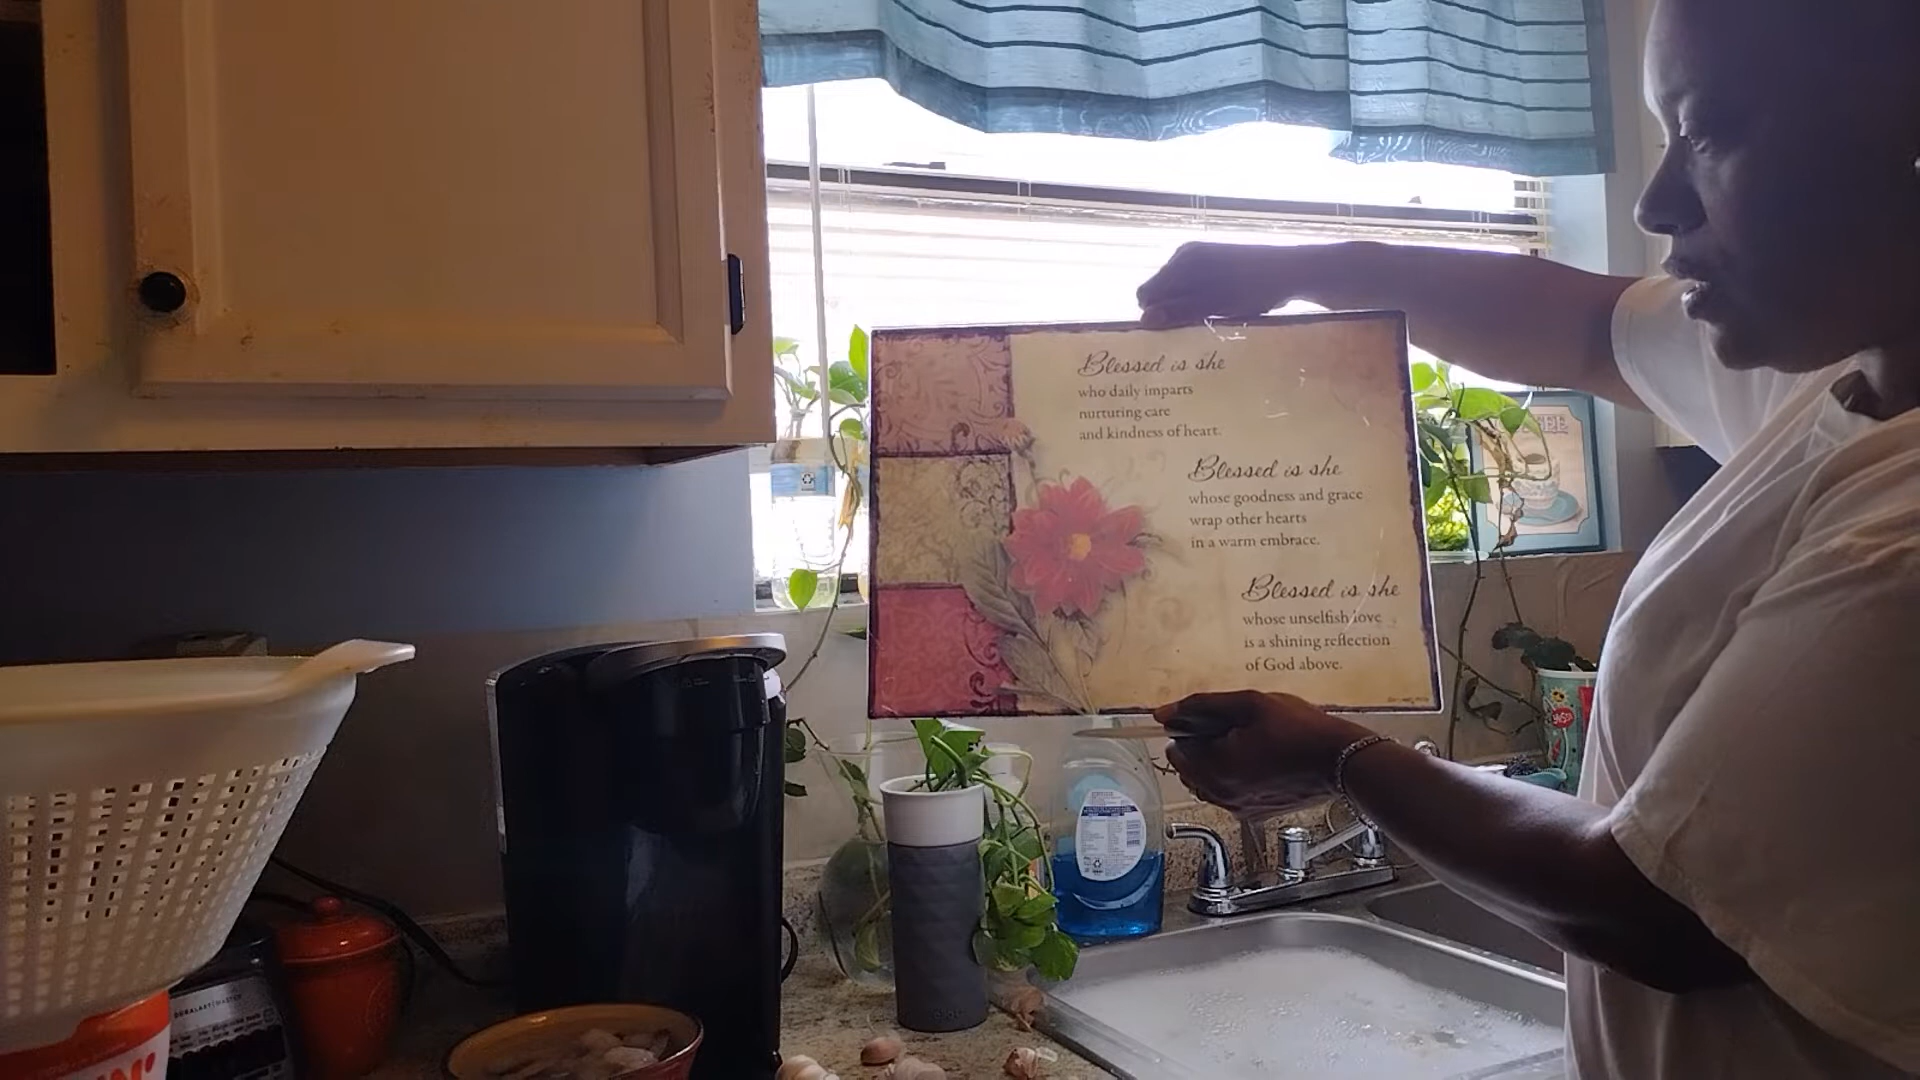 Blessed is she
who daily imparts
nurturing care
and kindness of heart.
Blessed is she
whose goodness and grace
wrap other hearts
in a warm embrace.
Blessed is she
whose unselfish love
is a shining reflection
of God above.
DURALAST